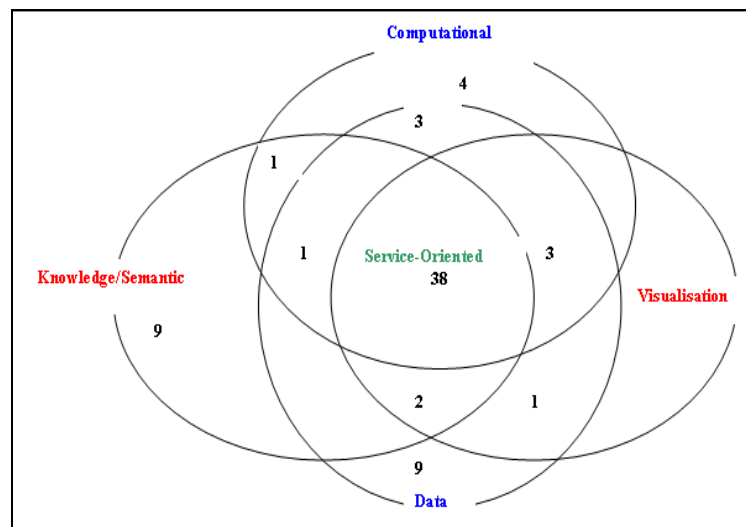 Computational
4
3
1
1
Service-Oriented
3
Knowledge/Semantic
38
Visualisation
9
2
1
9
Data